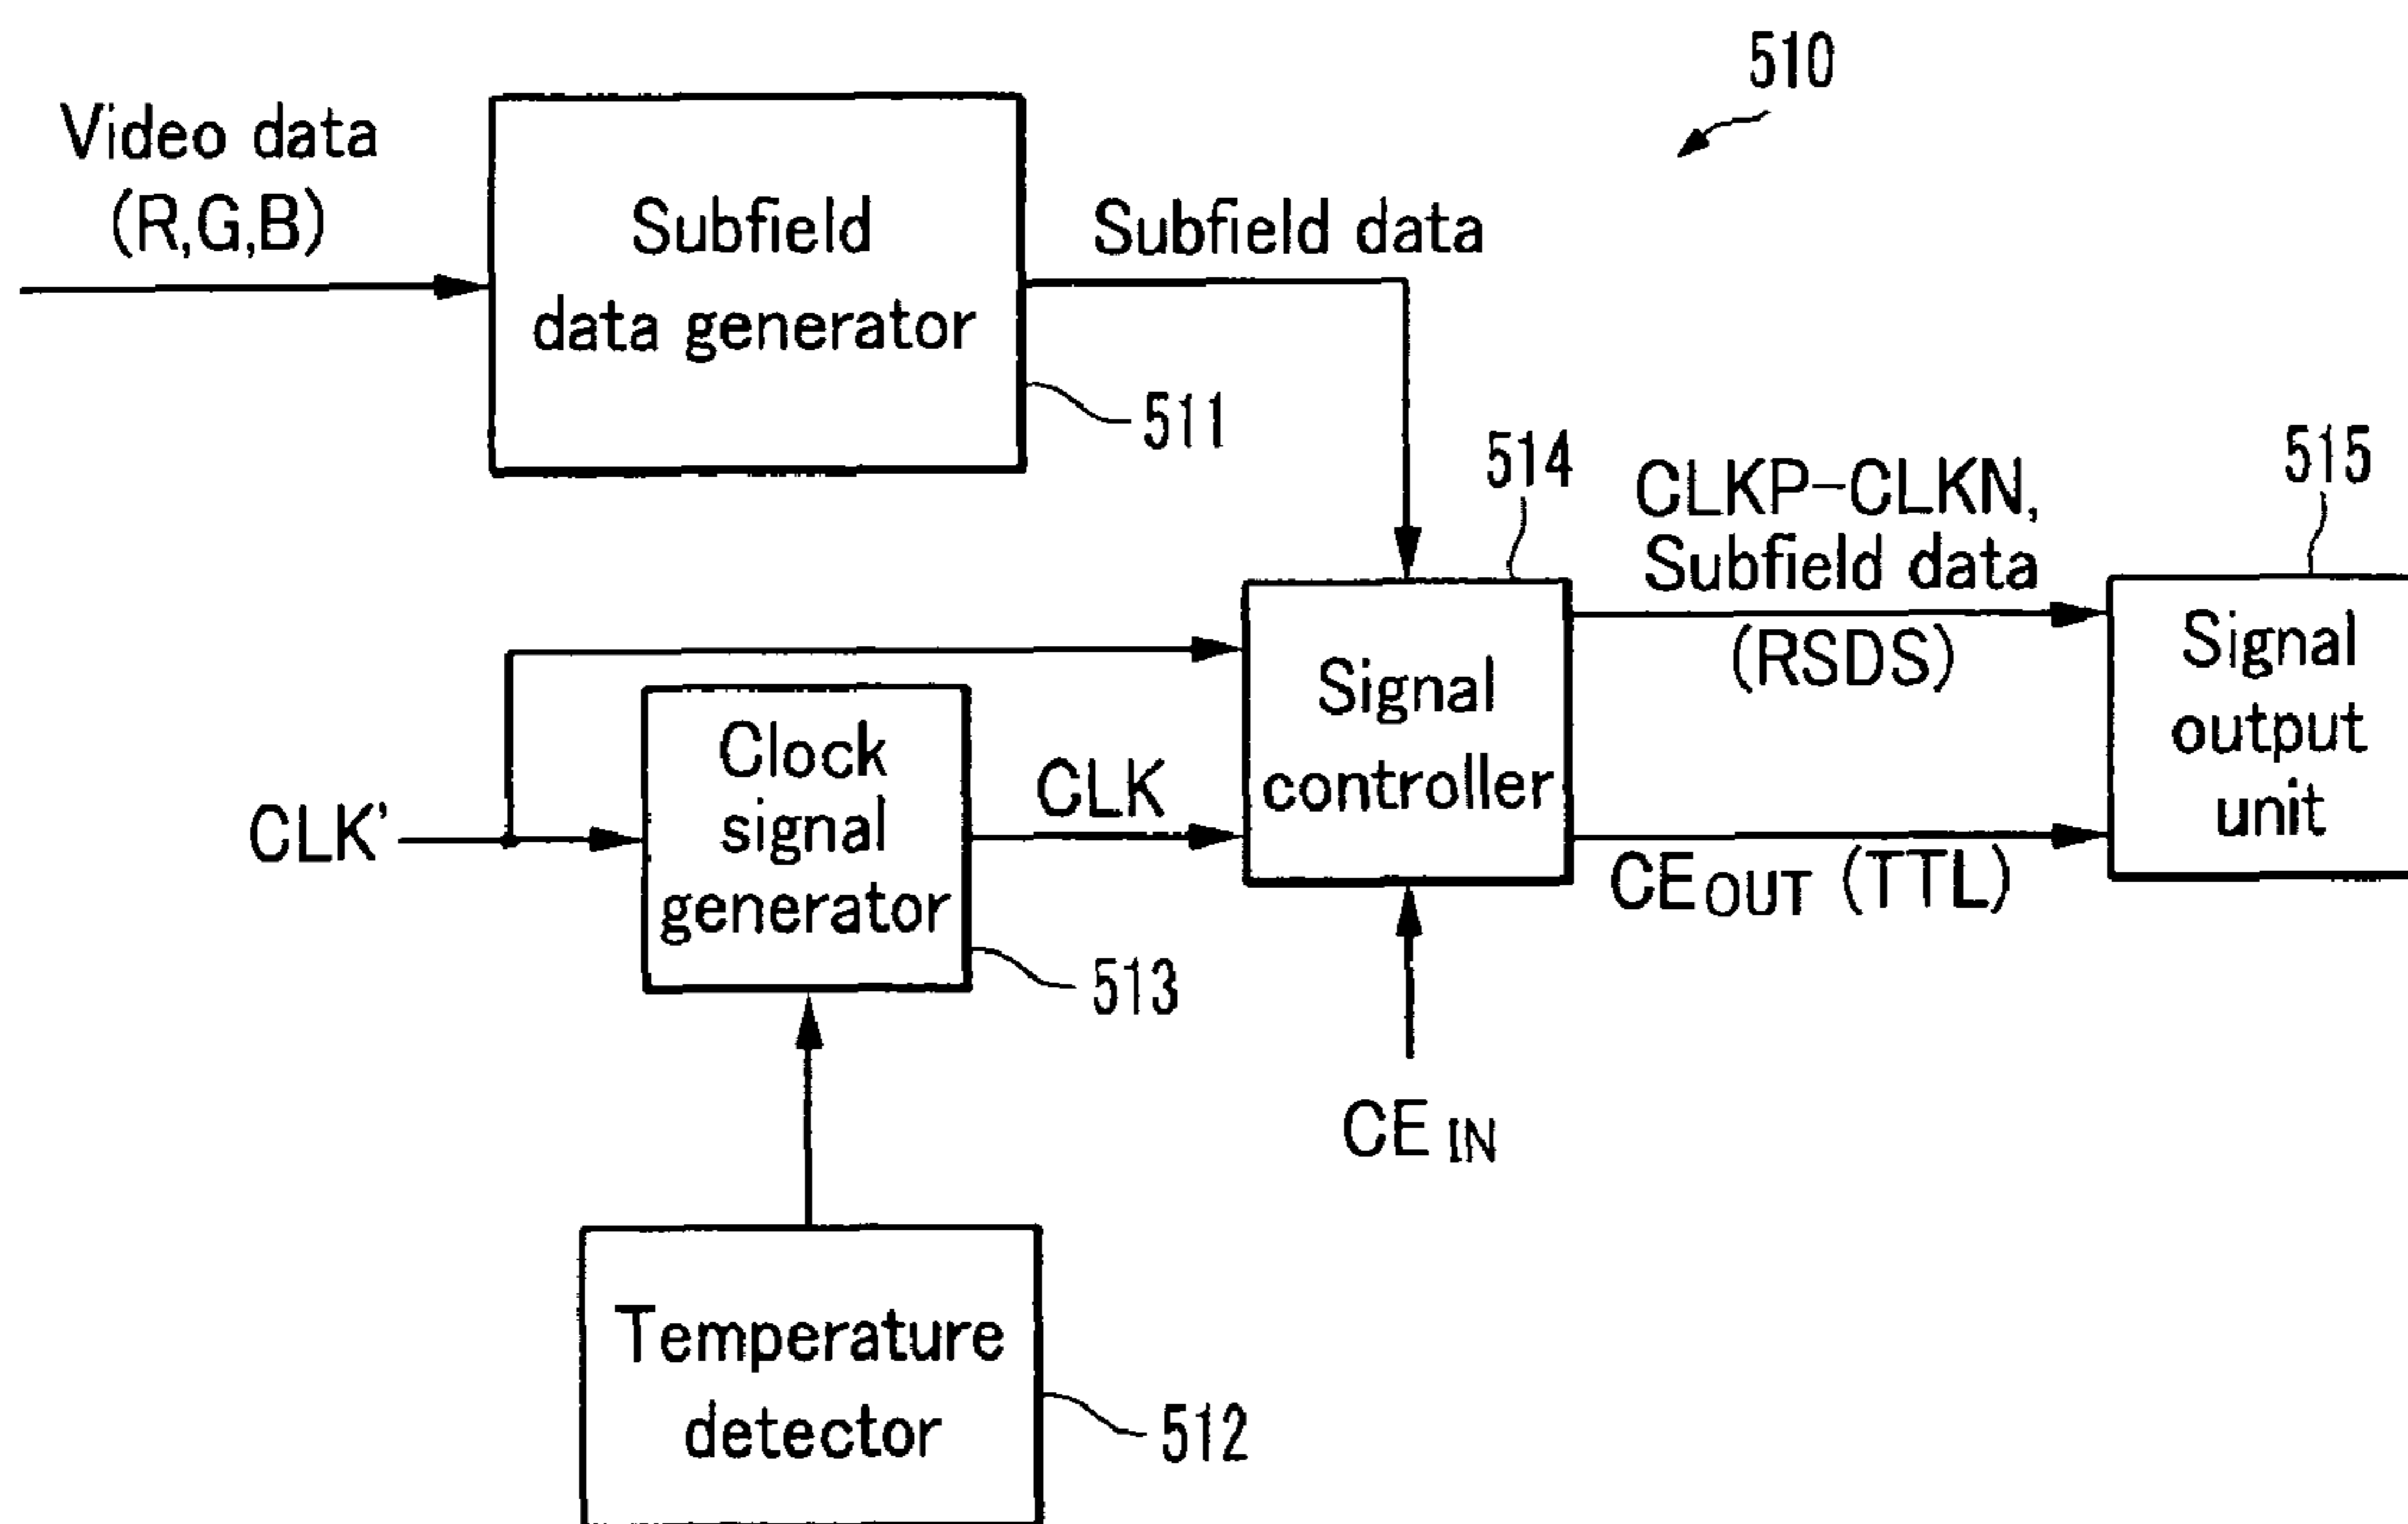 510
Video data
(R,G,B)
Subfield
data generator
Subfield data
511
514
CLKP-CLKN,
Subfield data
(RSDS)
515
Signal
output
unit
Signal
controller
Clock
signal
generator
CLK
CLK'
CEOUT (TTL)
513
CE IN
Temperature
detector
512